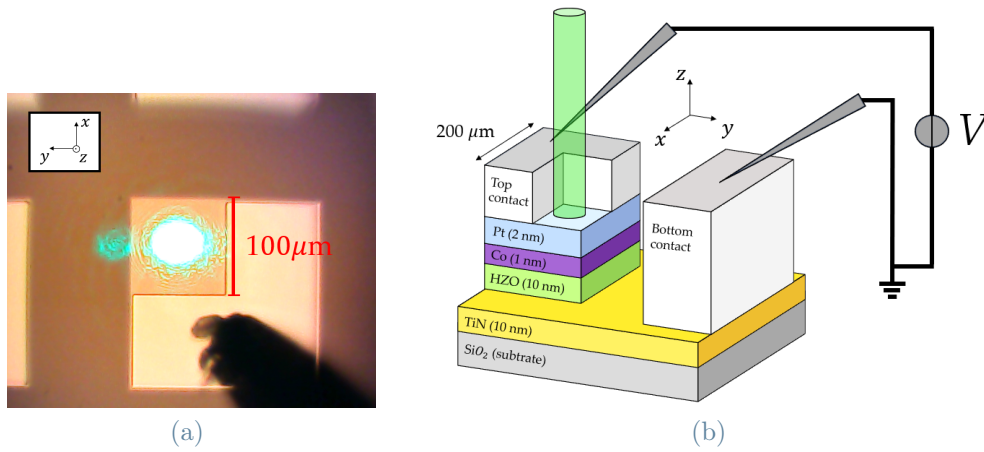 x
y
z
100μm
(a)
200 μm
z
x
y
V
Top
contact
Pt (2 nm)
Co (1 nm)
HZO (10 nm)
Bottom
contact
TiN (10 nm)
SiO₂ (subtrate)
(b)